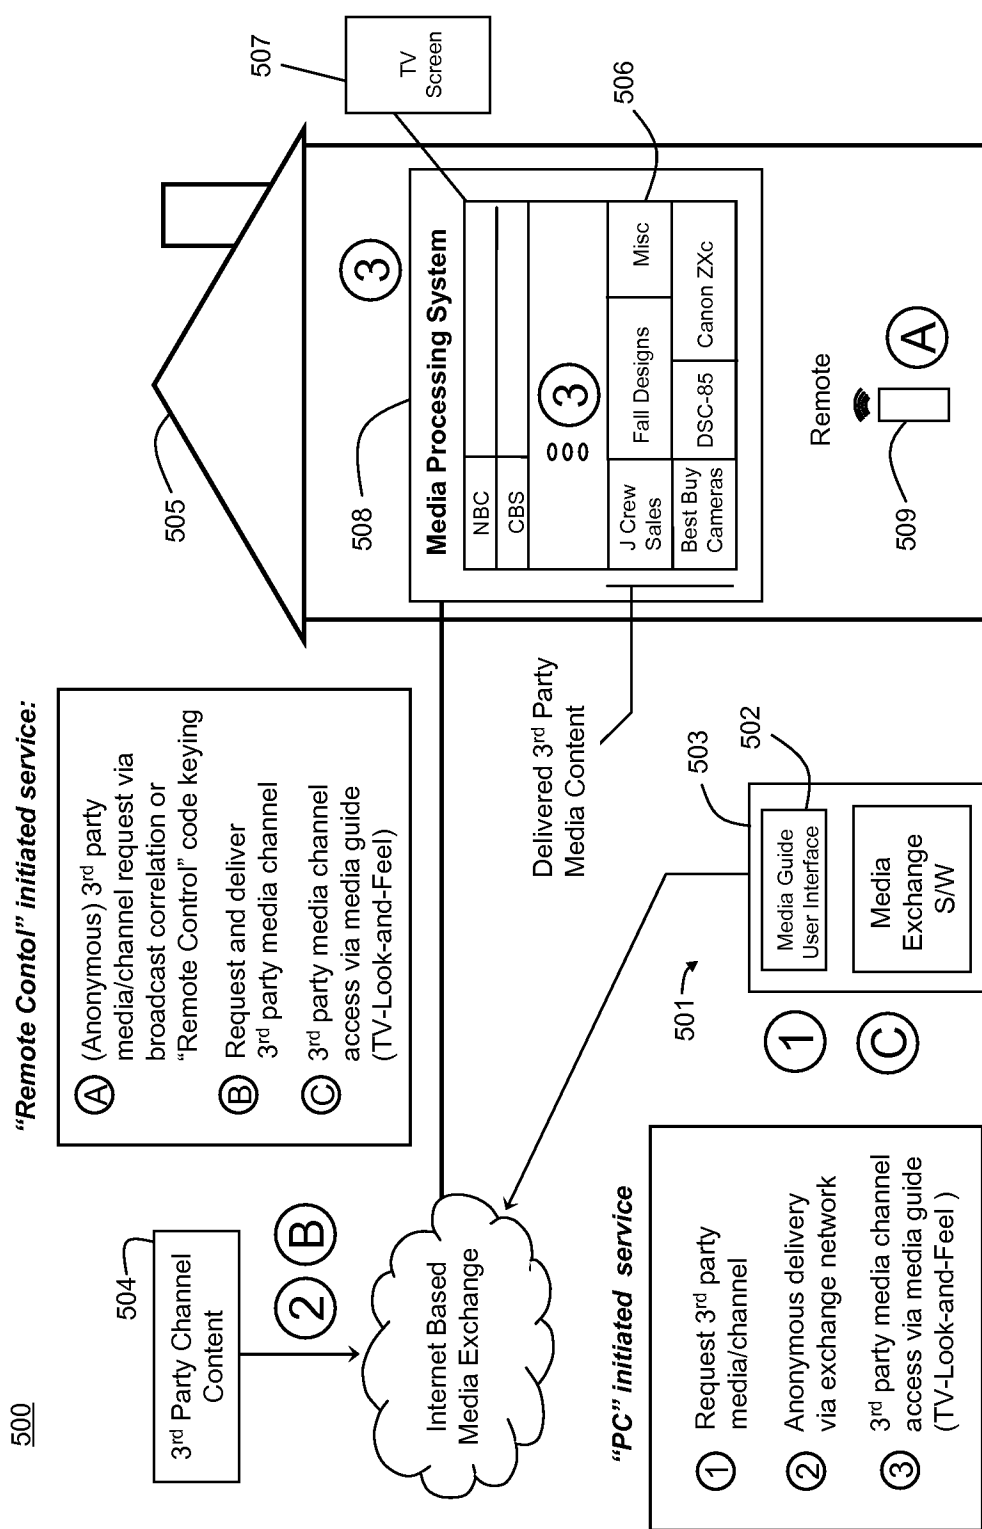 500
"Remote Contol" initiated service:
A
(Anonymous) 3rd party
media/channel request via
broadcast correlation or
"Remote Control" code keying
B
Request and deliver
3rd party media channel
C
3rd party media channel
access via media guide
(TV-Look-and-Feel)
504
3rd Party Channel
Content
2
B
Internet Based
Media Exchange
505
507
TV
Screen
3
508
Media Processing System
NBC
CBS
3
J Crew
Sales
Fall Designs
Misc
Best Buy
Cameras
DSC-85
Canon ZXc
506
Delivered 3rd Party
Media Content
Remote
A
509
"PC" initiated service
1
Request 3rd party
media/channel
2
Anonymous delivery
via exchange network
3
3rd party media channel
access via media guide
(TV-Look-and-Feel )
501
1
C
503
502
Media Guide
User Interface
Media
Exchange
S/W